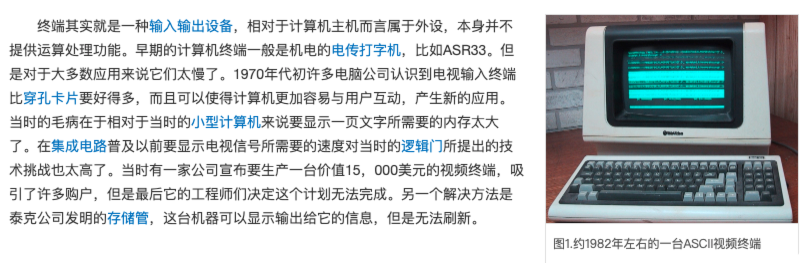 终端其实就是一种输入输出设备，相对于计算机主机而言属于外设，本身并不
提供运算处理功能。早期的计算机终端一般是机电的电传打字机，比如ASR33。但
是对于大多数应用来说它们太慢了。1970年代初许多电脑公司认识到电视输入终端
比穿孔卡片要好得多，而且可以使得计算机更加容易与用户互动，产生新的应用。
当时的毛病在于相对于当时的小型计算机来说要显示一页文字所需要的内存太大
了。在集成电路普及以前要显示电视信号所需要的速度对当时的逻辑门所提出的技
术挑战也太高了。当时有一家公司宣布要生产一台价值15，000美元的视频终端，吸
引了许多购户，但是最后它的工程师们决定这个计划无法完成。另一个解决方法是
泰克公司发明的存储管，这台机器可以显示输出给它的信息，但是无法刷新。
图1.约1982年左右的一台ASCII视频终端